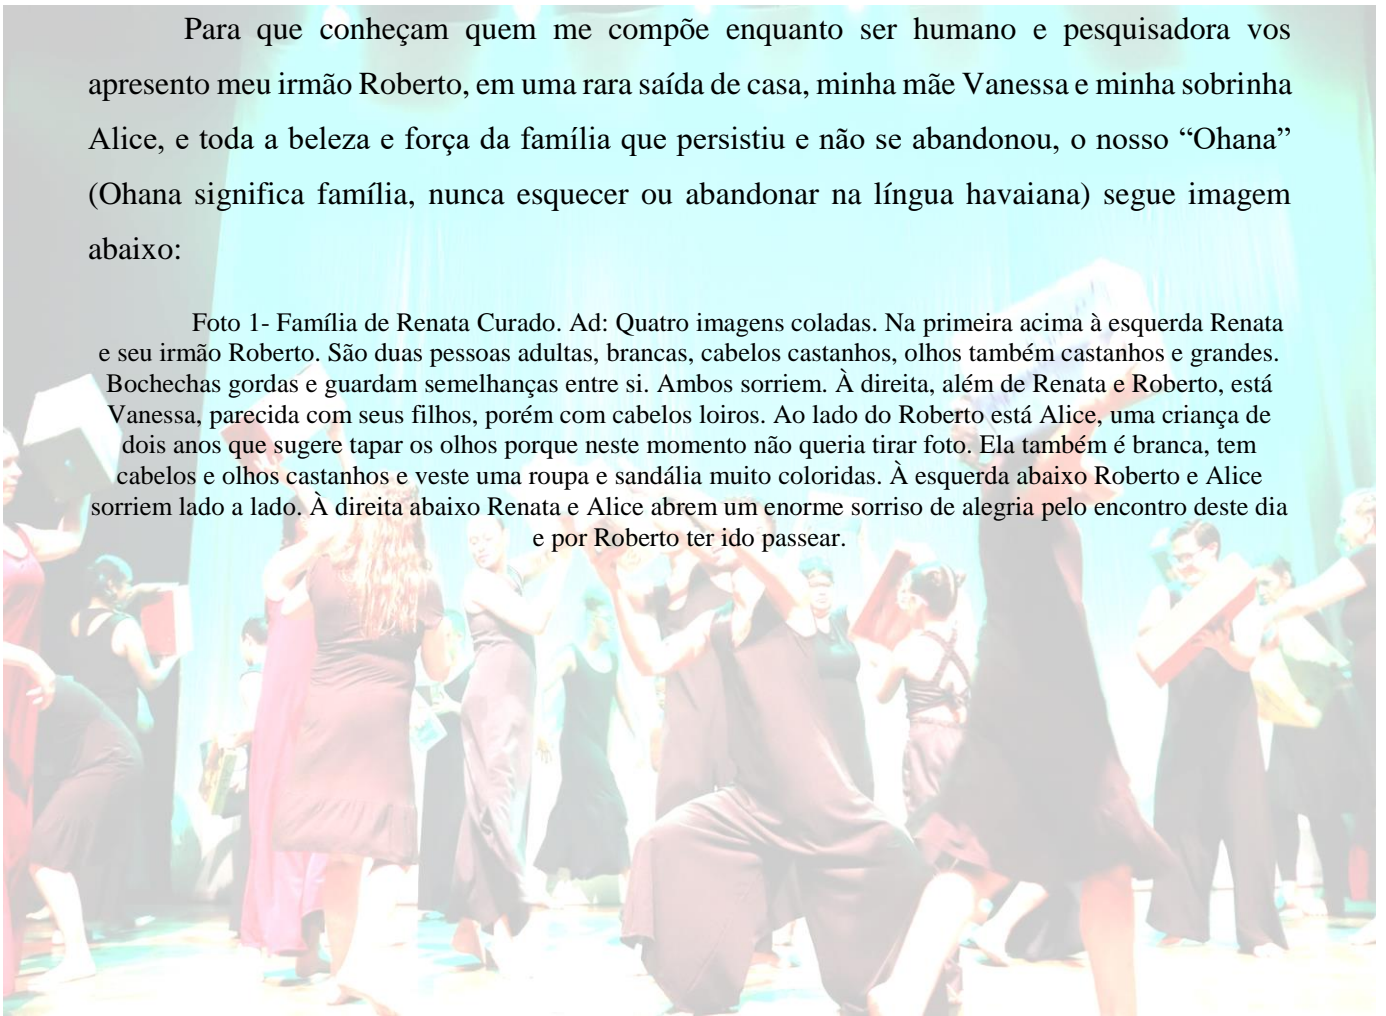 Para que conheçam quem me compõe enquanto ser humano e pesquisadora vos
apresento meu irmão Roberto, em uma rara saída de casa, minha mãe Vanessa e minha sobrinha
Alice, e toda a beleza e força da família que persistiu e não se abandonou, o nosso “Ohana”
(Ohana significa família, nunca esquecer ou abandonar na língua havaiana) segue imagem
abaixo:
Foto 1- Família de Renata Curado. Ad: Quatro imagens coladas. Na primeira acima à esquerda Renata
e seu irmão Roberto. São duas pessoas adultas, brancas, cabelos castanhos, olhos também castanhos e grandes.
Bochechas gordas e guardam semelhanças entre si. Ambos sorriem. À direita, além de Renata e Roberto, está
Vanessa, parecida com seus filhos, porém com cabelos loiros. Ao lado do Roberto está Alice, uma criança de
dois anos que sugere tapar os olhos porque neste momento não queria tirar foto. Ela também é branca, tem
cabelos e olhos castanhos e veste uma roupa e sandália muito coloridas. À esquerda abaixo Roberto e Alice
sorriem lado a lado. À direita abaixo Renata e Alice abrem um enorme sorriso de alegria pelo encontro deste dia
e por Roberto ter ido passear.